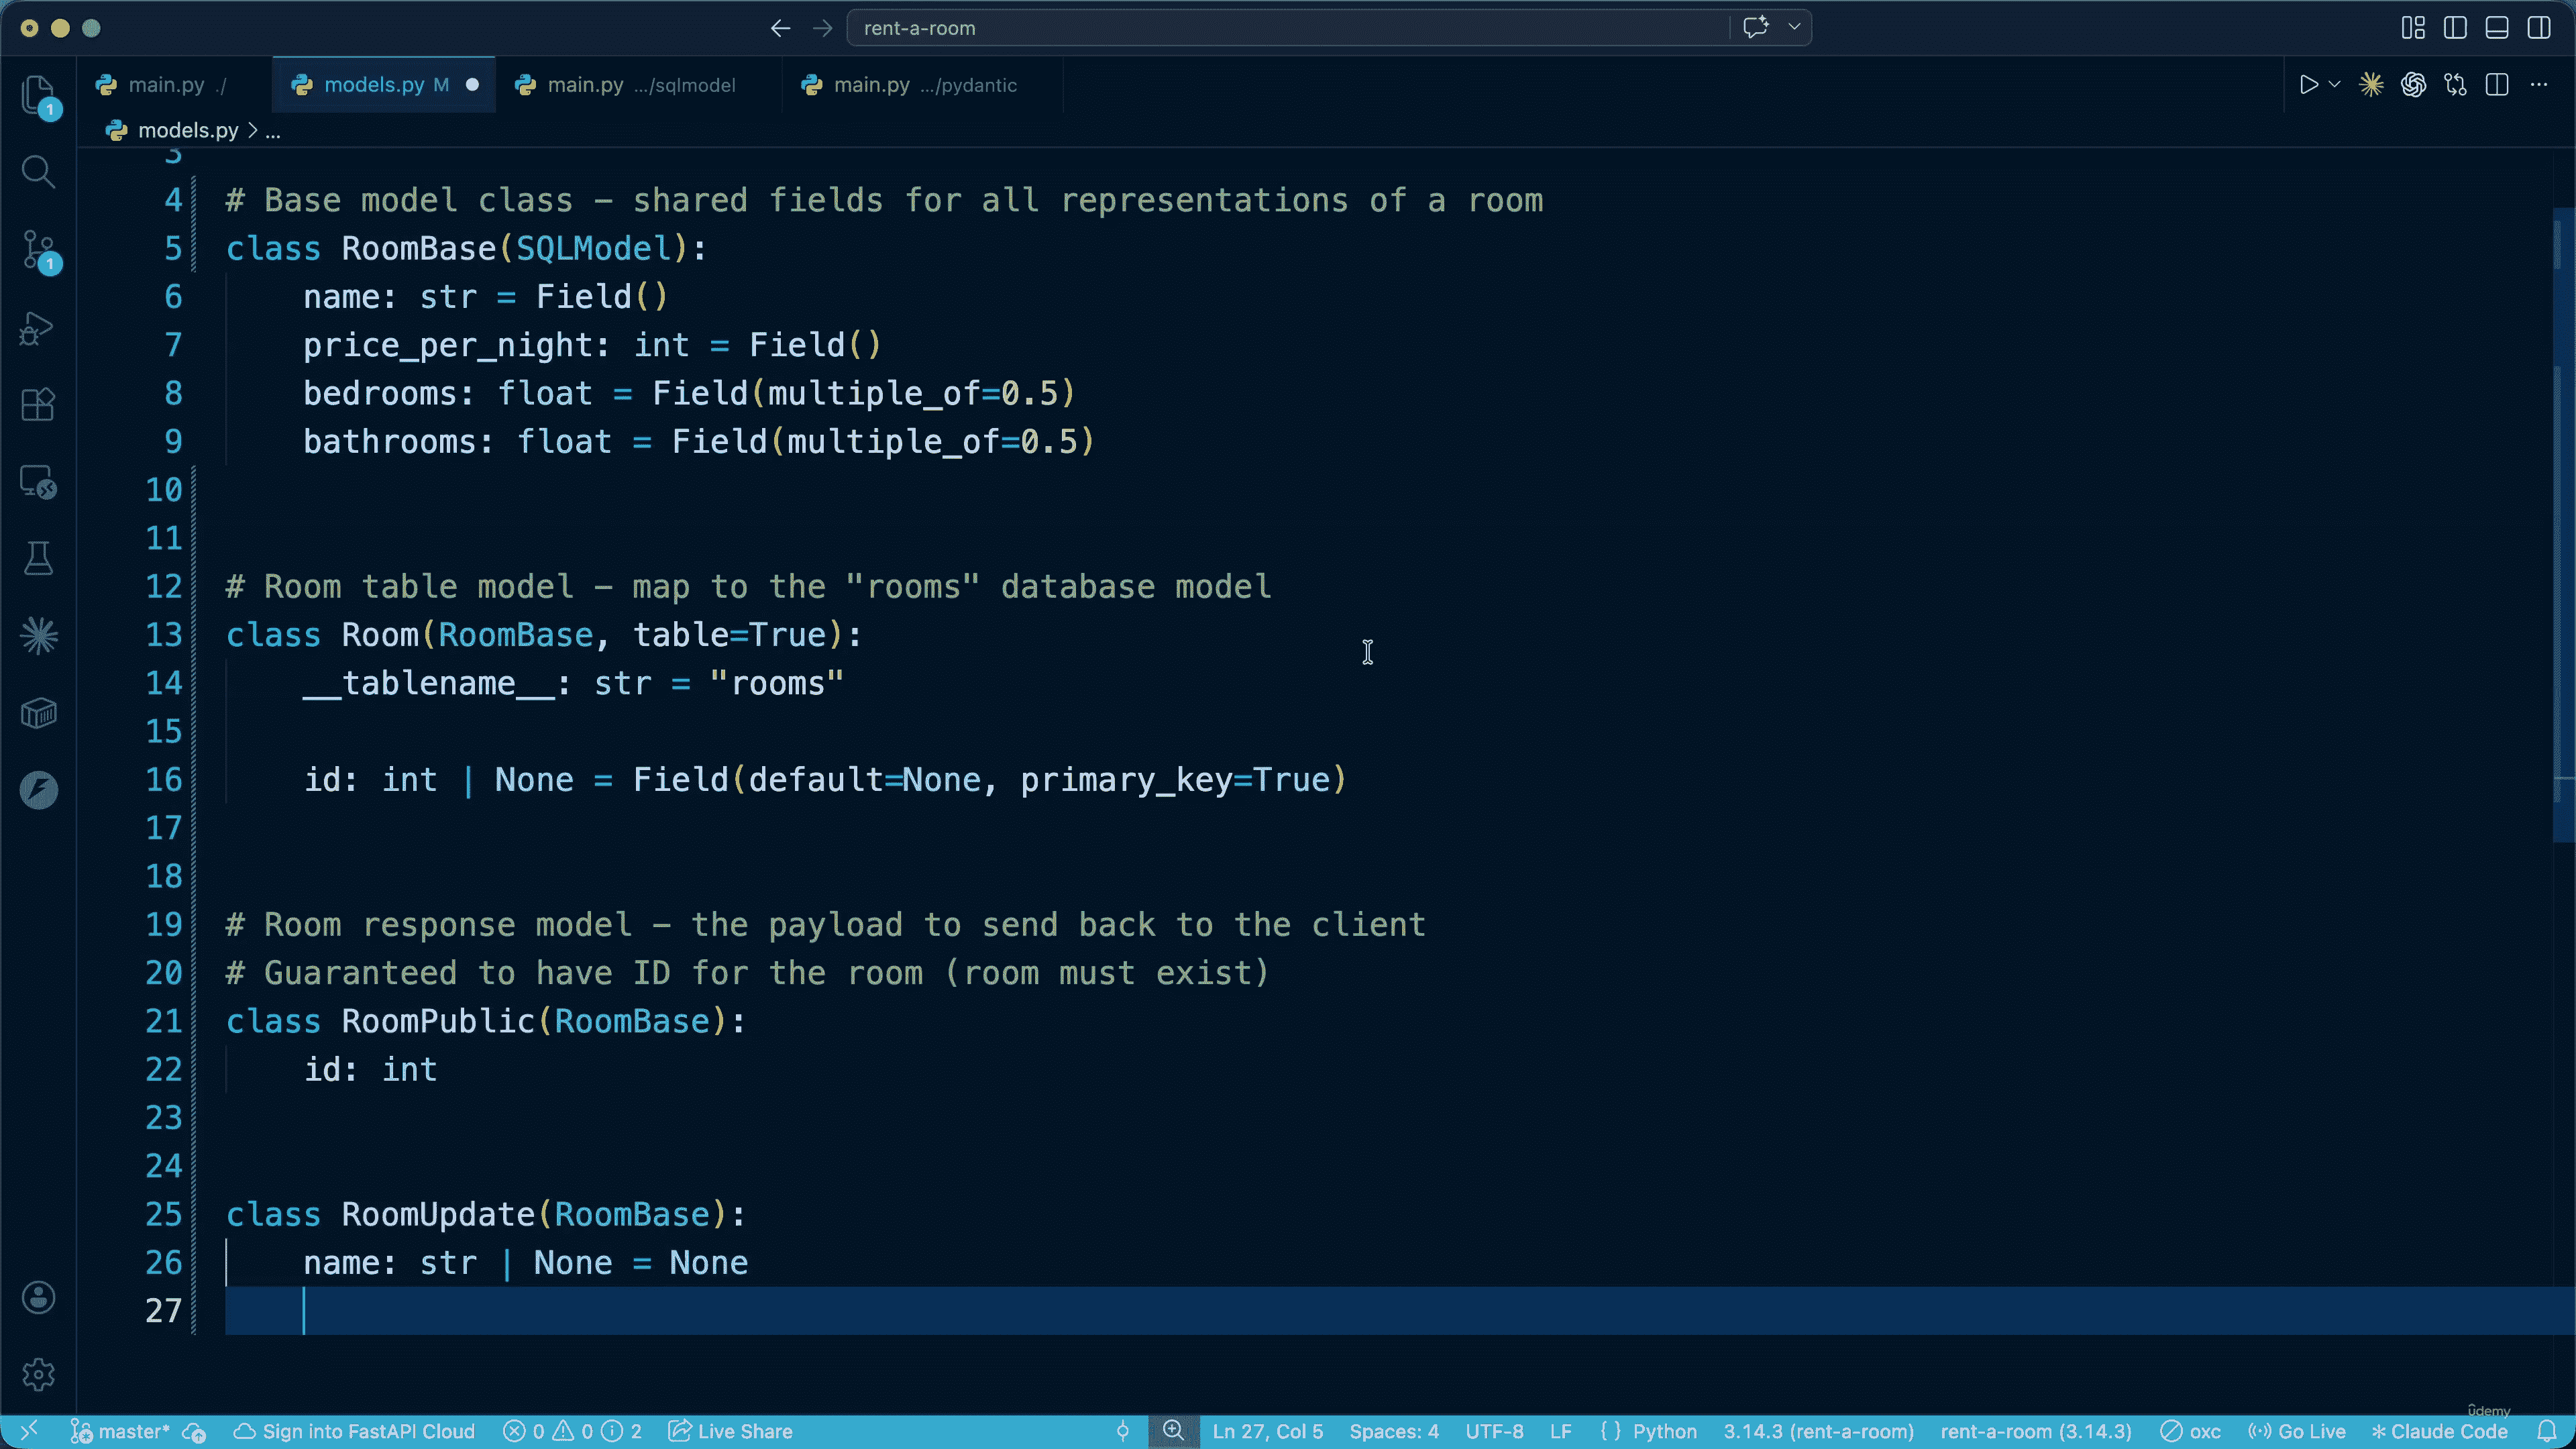 rent-a-room
main.py ./
models.py M
main.py .../sqlmodel
main.py .../pydantic
models.py > ...
1
1
3
4 # Base model class – shared fields for all representations of a room
5 class RoomBase(SQLModel):
6 name: str = Field()
7 price_per_night: int = Field()
8 bedrooms: float = Field(multiple_of=0.5)
9 bathrooms: float = Field(multiple_of=0.5)
10
11
12 # Room table model – map to the "rooms" database model
13 class Room(RoomBase, table=True):
14 __tablename__: str = "rooms"
15
16 id: int | None = Field(default=None, primary_key=True)
17
18
19 # Room response model – the payload to send back to the client
20 # Guaranteed to have ID for the room (room must exist)
21 class RoomPublic(RoomBase):
22 id: int
23
24
25 class RoomUpdate(RoomBase):
26 name: str | None = None
27
ûdemy
master* Sign into FastAPI Cloud 0 0 2 Live Share Ln 27, Col 5 Spaces: 4 UTF-8 LF { } Python 3.14.3 (rent-a-room) rent-a-room (3.14.3) oxc Go Live Claude Code